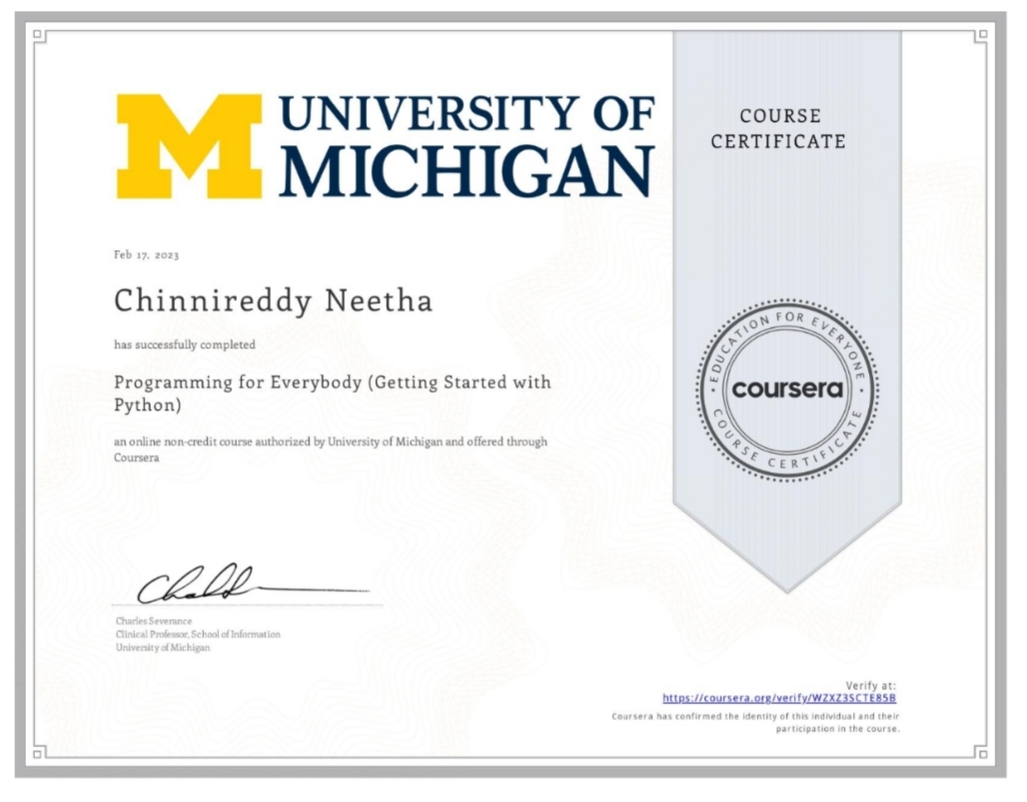 UNIVERSITY OF
MICHIGAN
COURSE
CERTIFICATE
Feb 17, 2023
Chinnireddy Neetha
has successfully completed
Programming for Everybody (Getting Started with
Python)
an online non-credit course authorized by University of Michigan and offered through
Coursera
EDUCATION FOR EVERYONE
coursera
COURSE CERTIFICATE
Charles Severance
Clinical Professor, School of Information
University of Michigan
Verify at:
https://coursera.org/verify/WZXZ3SCTE85B
Coursera has confirmed the identity of this individual and their
participation in the course.